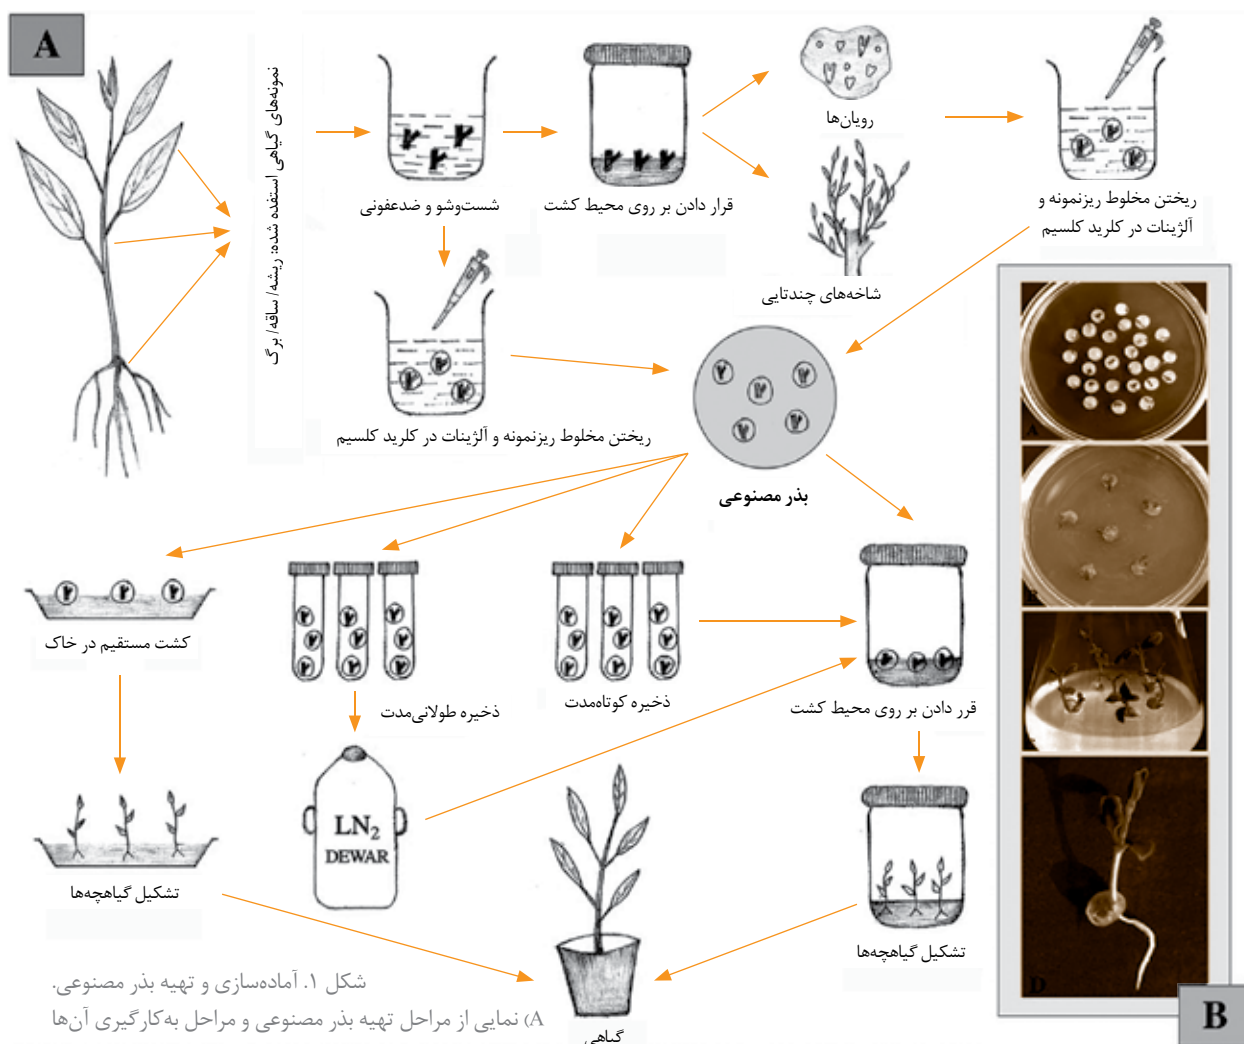 A
نمونه‌های گیاهی استفده شده: ریشه/ ساقه/ برگ
شست‌وشو و ضدعفونی
قرار دادن بر روی محیط کشت
رویان‌ها
شاخه‌های چندتایی
ریختن مخلوط ریزنمونه و
آلژینات در کلرید کلسیم
ریختن مخلوط ریزنمونه و آلژینات در کلرید کلسیم
بذر مصنوعی
کشت مستقیم در خاک
ذخیره طولانی‌مدت
ذخیره کوتاه‌مدت
قرر دادن بر روی محیط کشت
LN2
DEWAR
تشکیل گیاهچه‌ها
تشکیل گیاهچه‌ها
گیاهی
A
D
B
شکل ۱. آماده‌سازی و تهیه بذر مصنوعی.
A) نمایی از مراحل تهیه بذر مصنوعی و مراحل به‌کارگیری آن‌ها